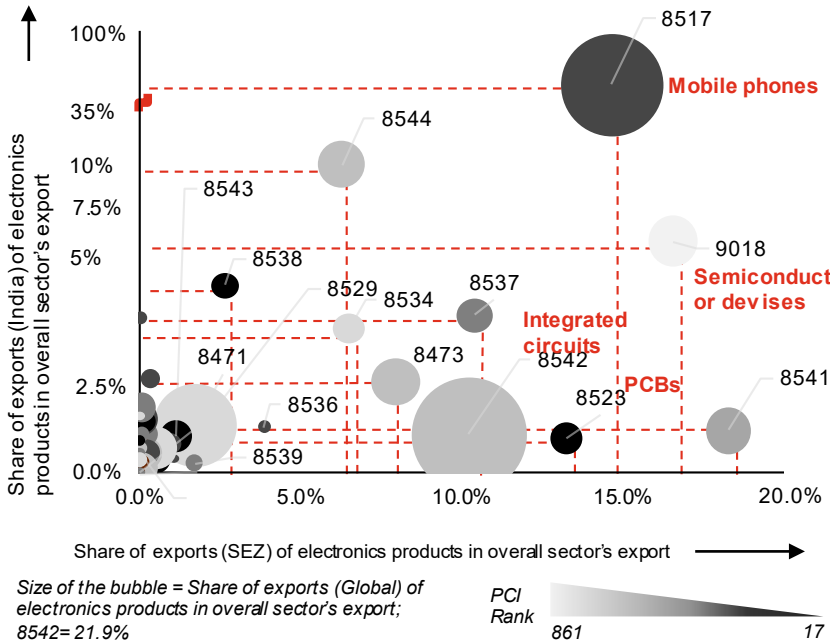 100%
8517
Mobile phones
35%
8544
10%
8543
7.5%
5%
9018
8538
Semiconduct
or devises
8529
8537
8534
Integrated
circuits
8471
8473
8542
PCBs
2.5%
8541
8536
8523
8539
0.0%
0.0%
5.0%
10.0%
15.0%
20.0%
Share of exports (India) of electronics
products in overall sector's export
Share of exports (SEZ) of electronics products in overall sector's export
Size of the bubble = Share of exports (Global) of
electronics products in overall sector's export;
8542= 21.9%
PCI
Rank
861
17